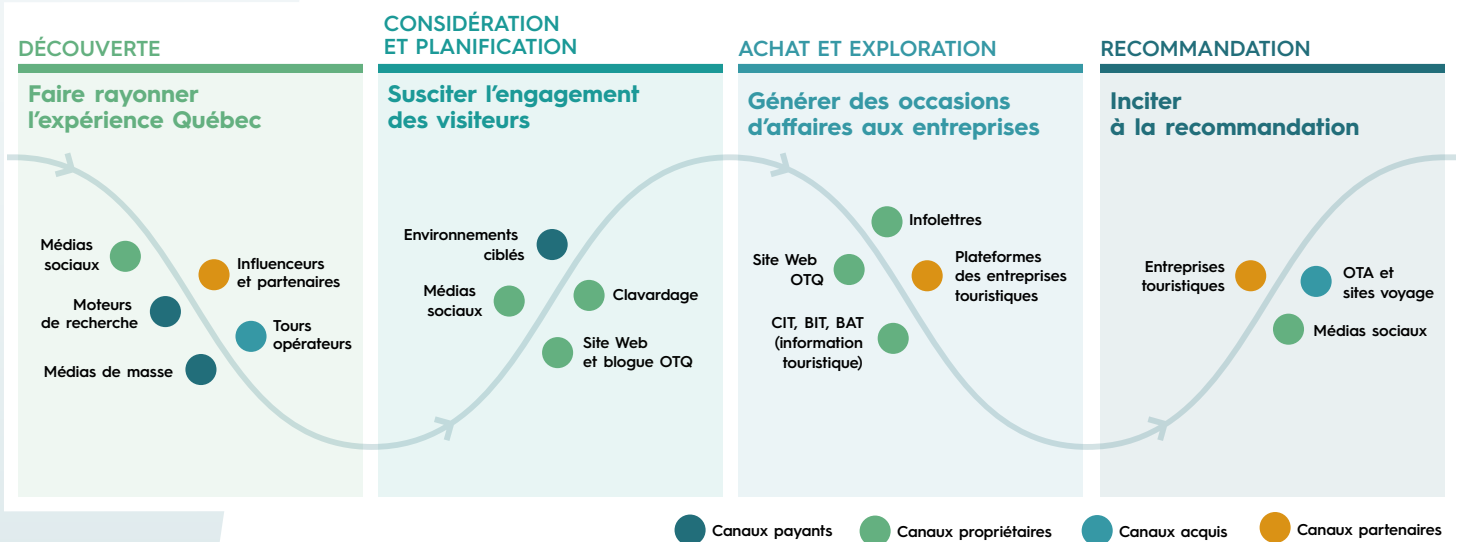 DÉCOUVERTE
Faire rayonner
l'expérience Québec
Médias
sociaux
Influenceurs
et partenaires
Moteurs
de recherche
Tours
opérateurs
Médias de masse
CONSIDÉRATION
ET PLANIFICATION
Susciter l'engagement
des visiteurs
Environnements
ciblés
Médias
sociaux
Clavardage
Site Web
et blogue OTQ
ACHAT ET EXPLORATION
Générer des occasions
d'affaires aux entreprises
Infolettres
Site Web
OTQ
Plateformes
des entreprises
touristiques
CIT, BIT, BAT
(information
touristique)
RECOMMANDATION
Inciter
à la recommandation
Entreprises
touristiques
OTA et
sites voyage
Médias sociaux
Canaux payants
Canaux propriétaires
Canaux acquis
Canaux partenaires